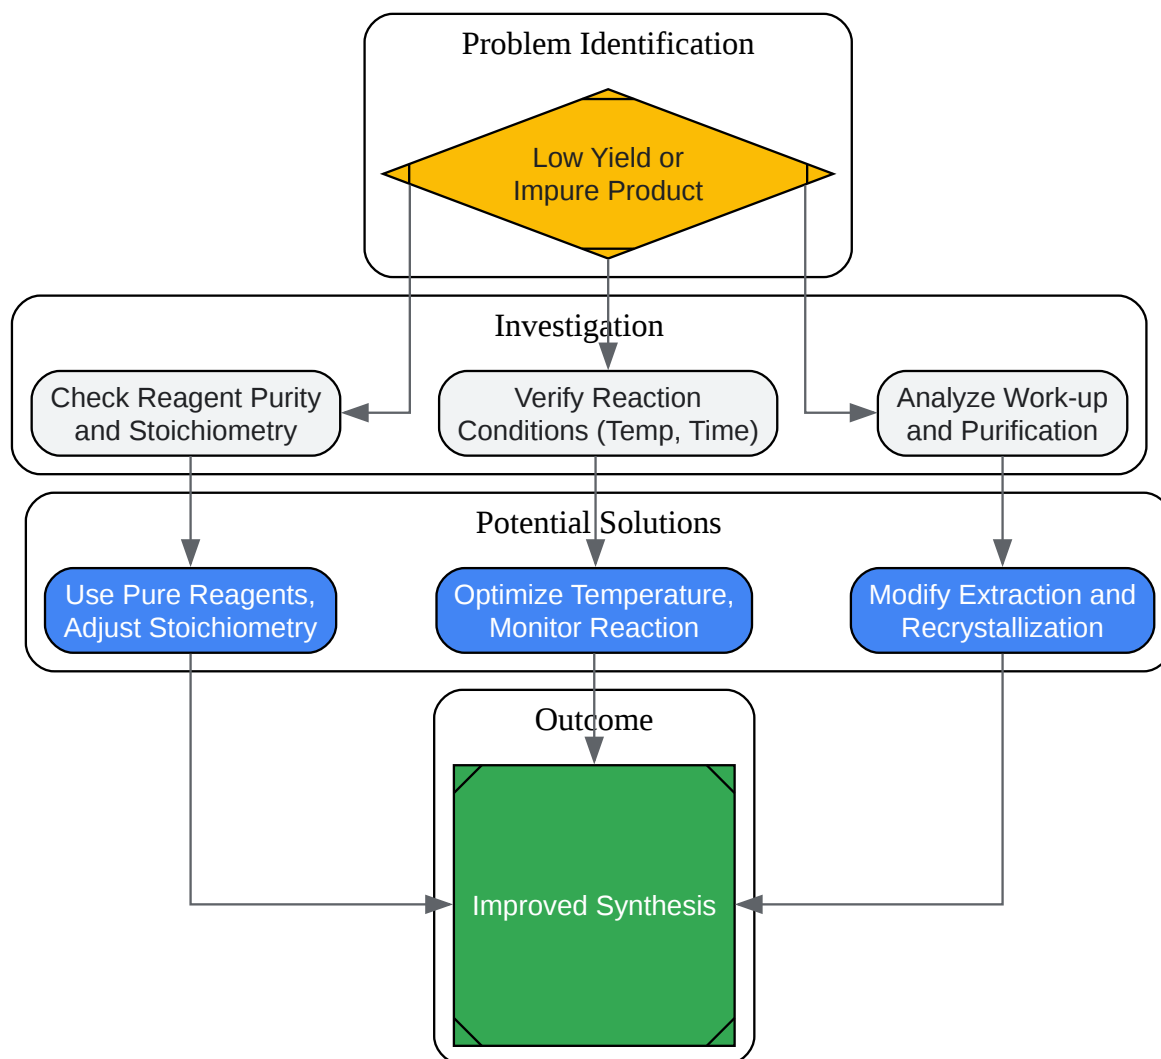 Problem Identification
Low Yield or
Impure Product
Investigation
Check Reagent Purity
and Stoichiometry
Verify Reaction
Conditions (Temp, Time)
Analyze Work-up
and Purification
Potential Solutions
Use Pure Reagents,
Adjust Stoichiometry
Optimize Temperature,
Monitor Reaction
Modify Extraction and
Recrystallization
Outcome
Improved Synthesis